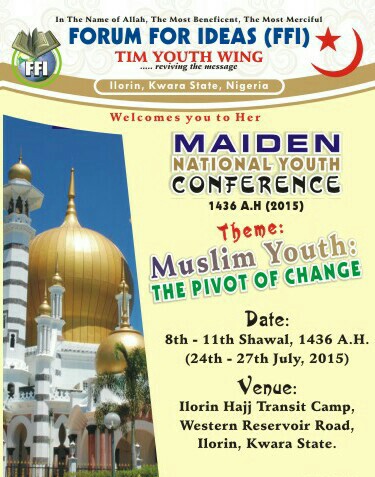 In The Name of Allah, The Most Beneficent, The Most Merciful
FORUM FOR IDEAS (FFI)
FFI
TIM YOUTH WING
..... reviving the message
Ilorin, Kwara State, Nigeria
Welcomes you to Her
MAIDEN
NATIONAL YOUTH
CONFERENCE
1436 A.H (2015)
Theme:
Muslim Youth:
THE PIVOT OF CHANGE
Date:
8th - 11th Shawal, 1436 A.H.
(24th - 27th July, 2015)
Venue:
Ilorin Hajj Transit Camp,
Western Reservoir Road,
Ilorin, Kwara State.